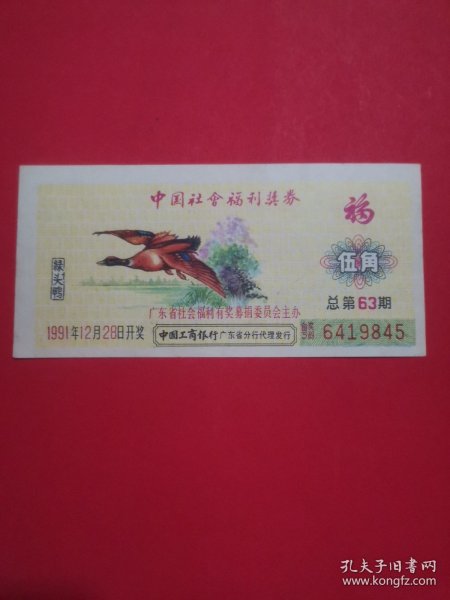 中国社會福利奖券
福
绿头鸭
伍角
总第63期
广东省社会福利有奖募捐委员会主办
1991年12月28日开奖
中国工商银行广东省分行代理发行
6419845
孔夫子旧书网
www.kongfz.com